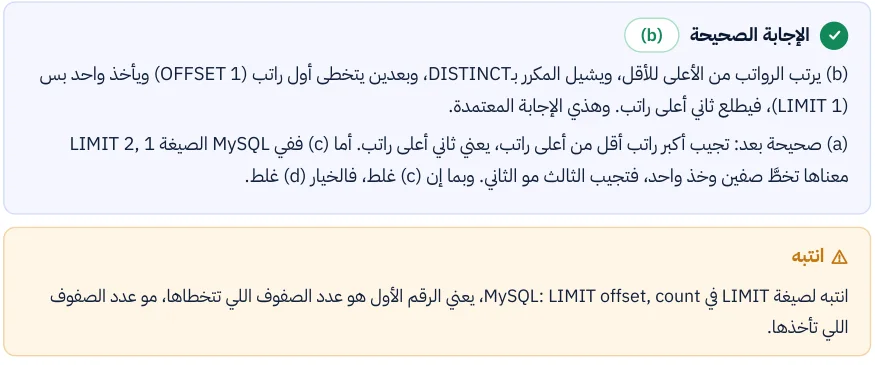 الإجابة الصحيحة (b)
(b) يرتب الرواتب من الأعلى للأقل، ويشيل المكرر بـDISTINCT، وبعدين يتخطى أول راتب (OFFSET 1) ويأخذ واحد بس
(LIMIT 1)، فيطلع ثاني أعلى راتب. وهذي الإجابة المعتمدة.
(a) صحيحة بعد: تجيب أكبر راتب أقل من أعلى راتب، يعني ثاني أعلى راتب. أما (c) ففي MySQL الصيغة LIMIT 2, 1
معناها تخطَّ صفين وخذ واحد، فتجيب الثالث مو الثاني. وبما إن (c) غلط، فالخيار (d) غلط.
انتبه
انتبه لصيغة LIMIT في MySQL: LIMIT offset, count، يعني الرقم الأول هو عدد الصفوف اللي تتخطاها، مو عدد الصفوف
اللي تأخذها.